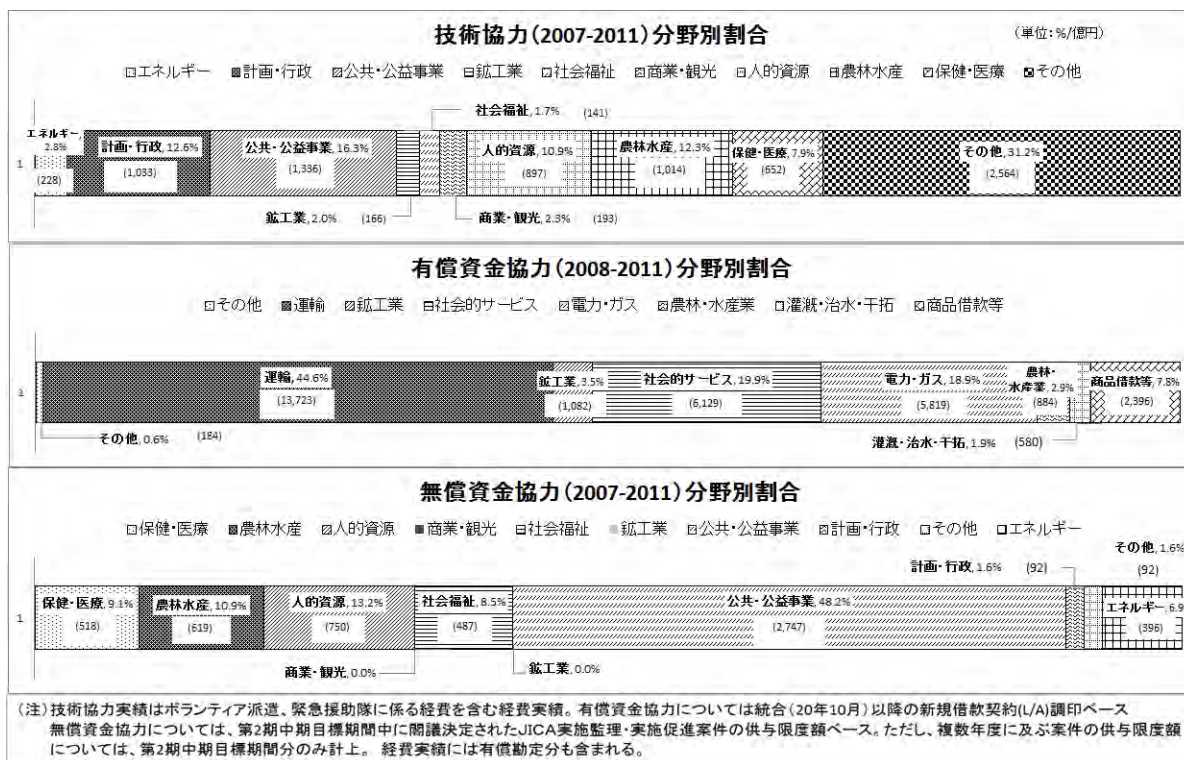 技術協力(2007-2011)分野別割合
(単位:%/億円)
エネルギー 計画・行政 公共・公益事業 鉱工業 社会福祉 商業・観光 人的資源 農林水産 保健・医療 その他
社会福祉, 1.7% (141)
エネルギー, 2.8% (228)
計画・行政, 12.6% (1,033)
公共・公益事業, 16.3% (1,336)
人的資源, 10.9% (897)
農林水産, 12.3% (1,014)
保健・医療, 7.9% (652)
その他, 31.2% (2,564)
1
鉱工業, 2.0% (166)
商業・観光, 2.3% (193)
有償資金協力(2008-2011)分野別割合
その他 運輸 鉱工業 社会的サービス 電力・ガス 農林・水産業 灌漑・治水・干拓 商品借款等
運輸, 44.6% (13,723)
鉱工業, 3.5% (1,082)
社会的サービス, 19.9% (6,129)
電力・ガス, 18.9% (5,819)
農林・水産業, 2.9% (884)
商品借款等, 7.8% (2,396)
1
その他, 0.6% (184)
灌漑・治水・干拓, 1.9% (580)
無償資金協力(2007-2011)分野別割合
保健・医療 農林水産 人的資源 商業・観光 社会福祉 鉱工業 公共・公益事業 計画・行政 その他 エネルギー
その他, 1.6% (92)
計画・行政, 1.6% (92)
保健・医療, 9.1% (518)
農林水産, 10.9% (619)
人的資源, 13.2% (750)
社会福祉, 8.5% (487)
公共・公益事業, 48.2% (2,747)
エネルギー, 6.9 (396)
1
商業・観光, 0.0%
鉱工業, 0.0%
(注)技術協力実績はボランティア派遣、緊急援助隊に係る経費を含む経費実績。有償資金協力については統合(20年10月)以降の新規借款契約(L/A)調印ベース
無償資金協力については、第2期中期目標期間中に閣議決定されたJICA実施監理・実施促進案件の供与限度額ベース。ただし、複数年度に及ぶ案件の供与限度額
については、第2期中期目標期間分のみ計上。 経費実績には有償勘定分も含まれる。